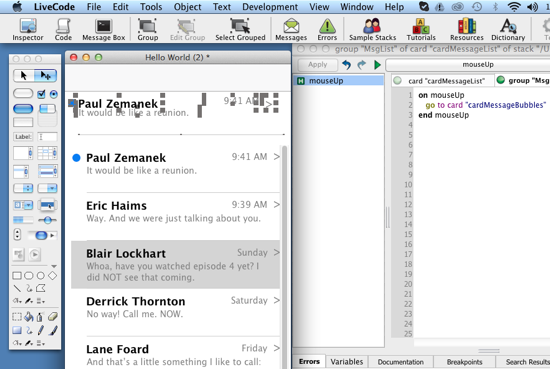 LiveCode File Edit Tools Object Text Development View Window Help
Inspector Code Message Box Group Edit Group Select Grouped Messages Errors Sample Stacks Tutorials Resources Dictionary
Hello World (2) *
group "MsgList" of card "cardMessageList" of stack "/U
Apply mouseUp
M mouseUp
card "cardMessageList" group "Msg
1 on mouseUp
2 go to card "cardMessageBubbles"
3 end mouseUp
4
5
6
7
8
9
10
11
12
13
14
15
16
17
18
19
20
21
22
23
24
25
Label:
Paul Zemanek 9:41 AM >
It would be like a reunion.
Paul Zemanek 9:41 AM >
It would be like a reunion.
Eric Haims 9:39 AM >
Way. And we were just talking about you.
Blair Lockhart Sunday >
Whoa, have you watched episode 4 yet? I
did NOT see that coming.
Derrick Thornton Saturday >
No way! Call me. NOW.
Lane Foard Friday >
And that's a little something I like to call:
Errors Variables Documentation Breakpoints Search Results